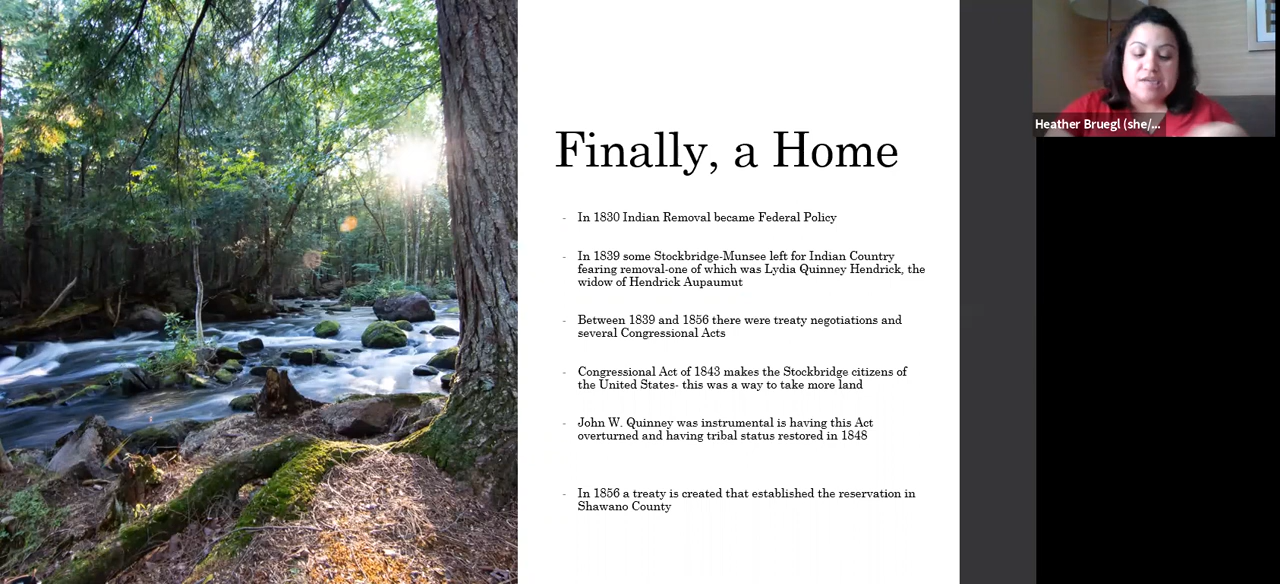 Finally, a Home
- In 1830 Indian Removal became Federal Policy
- In 1839 some Stockbridge-Munsee left for Indian Country
fearing removal-one of which was Lydia Quinney Hendrick, the
widow of Hendrick Aupaumut
- Between 1839 and 1856 there were treaty negotiations and
several Congressional Acts
- Congressional Act of 1843 makes the Stockbridge citizens of
the United States- this was a way to take more land
- John W. Quinney was instrumental is having this Act
overturned and having tribal status restored in 1848
- In 1856 a treaty is created that established the reservation in
Shawano County
Heather Bruegl (she/...